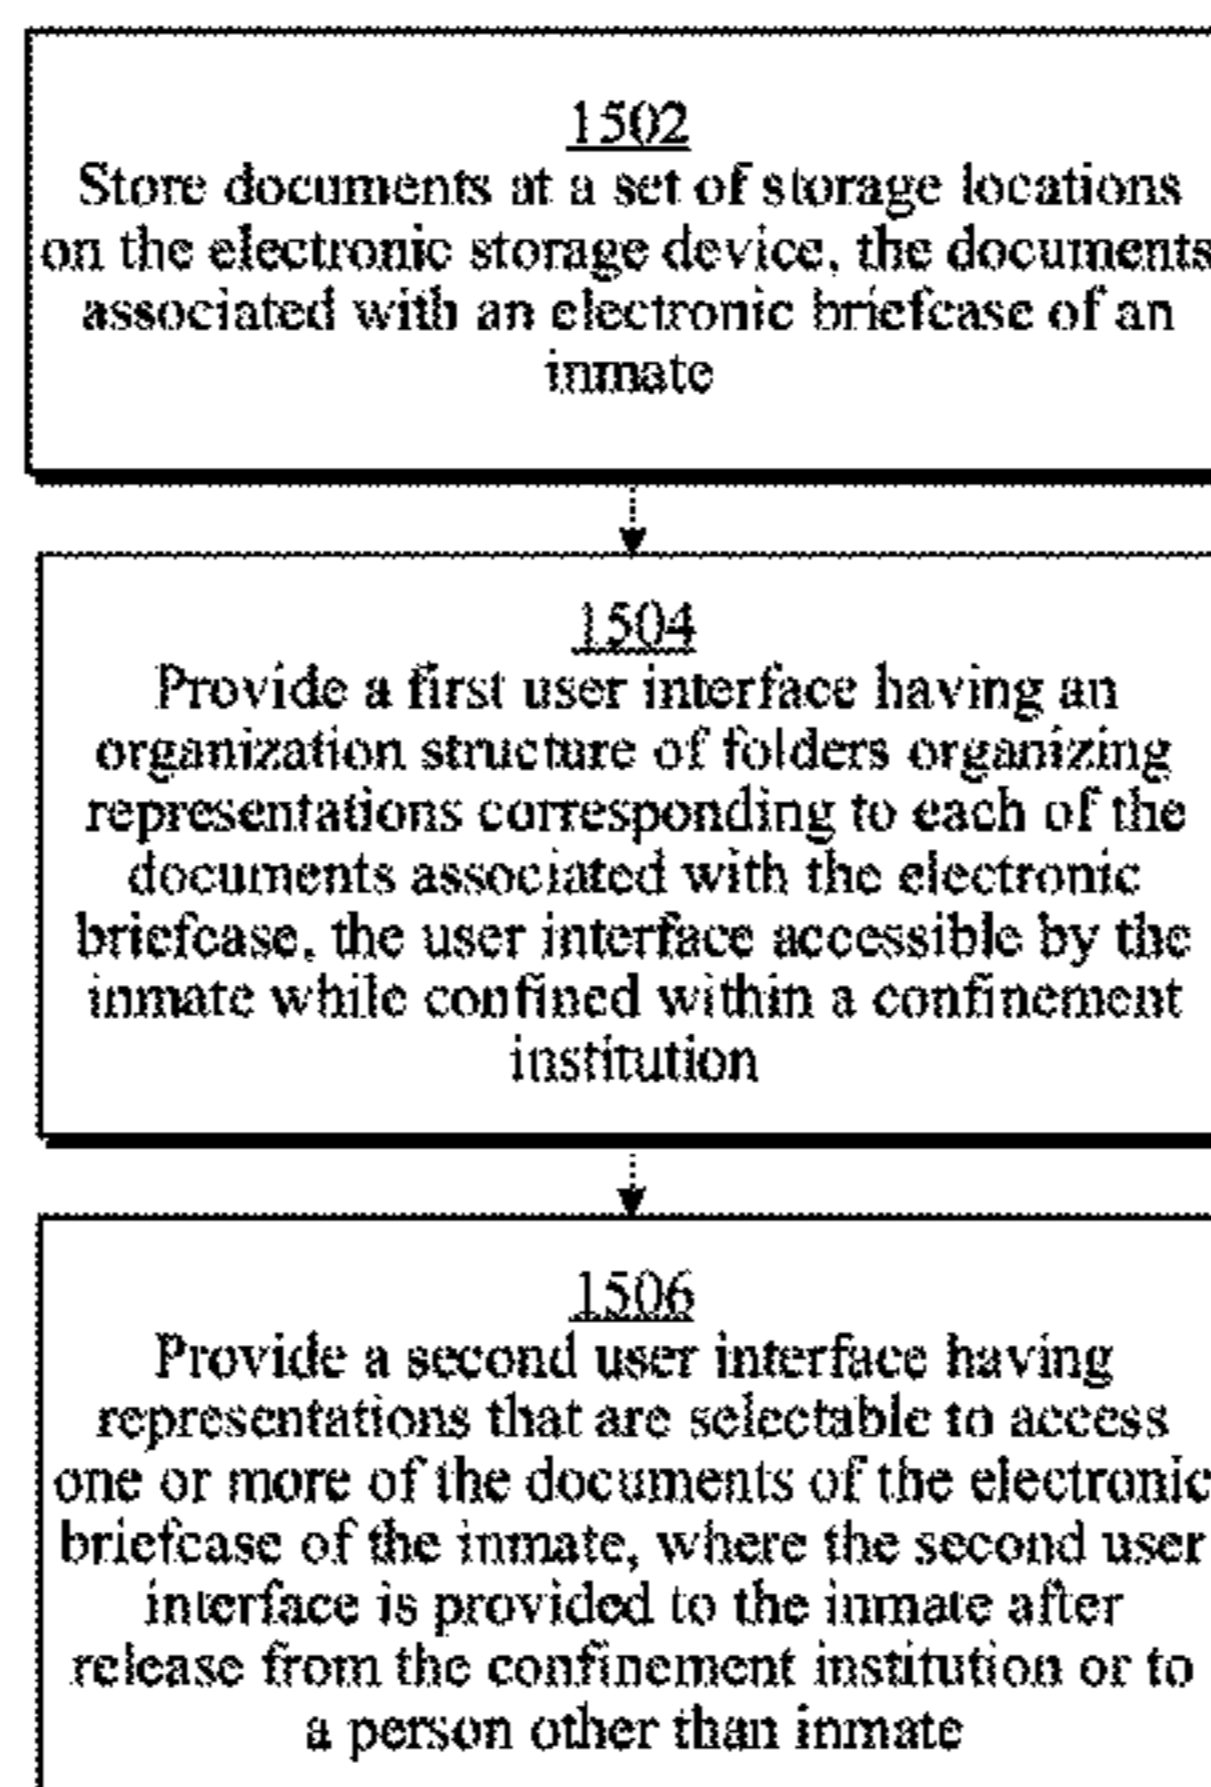 1502
Store documents at a set of storage locations
on the electronic storage device, the documents
associated with an electronic briefcase of an
inmate
1504
Provide a first user interface having an
organization structure of folders organizing
representations corresponding to each of the
documents associated with the electronic
briefcase, the user interface accessible by the
inmate while confined within a confinement
institution
1506
Provide a second user interface having
representations that are selectable to access
one or more of the documents of the electronic
briefcase of the inmate, where the second user
interface is provided to the inmate after
release from the confinement institution or to
a person other than inmate